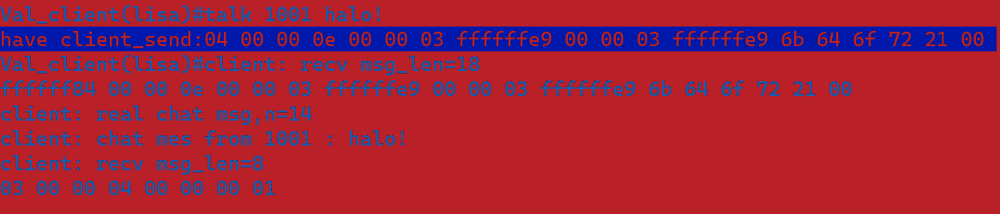 Val_client(lisa)#talk 1001 halo!
have client_send:04 00 00 0e 00 00 03 ffffffe9 00 00 03 ffffffe9 6b 64 6f 72 21 00
Val_client(lisa)#client: recv msg_len=18
ffffff84 00 00 0e 00 00 03 ffffffe9 00 00 03 ffffffe9 6b 64 6f 72 21 00
client: real chat msg,n=14
client: chat mes from 1001 : halo!
client: recv msg_len=8
03 00 00 04 00 00 00 01